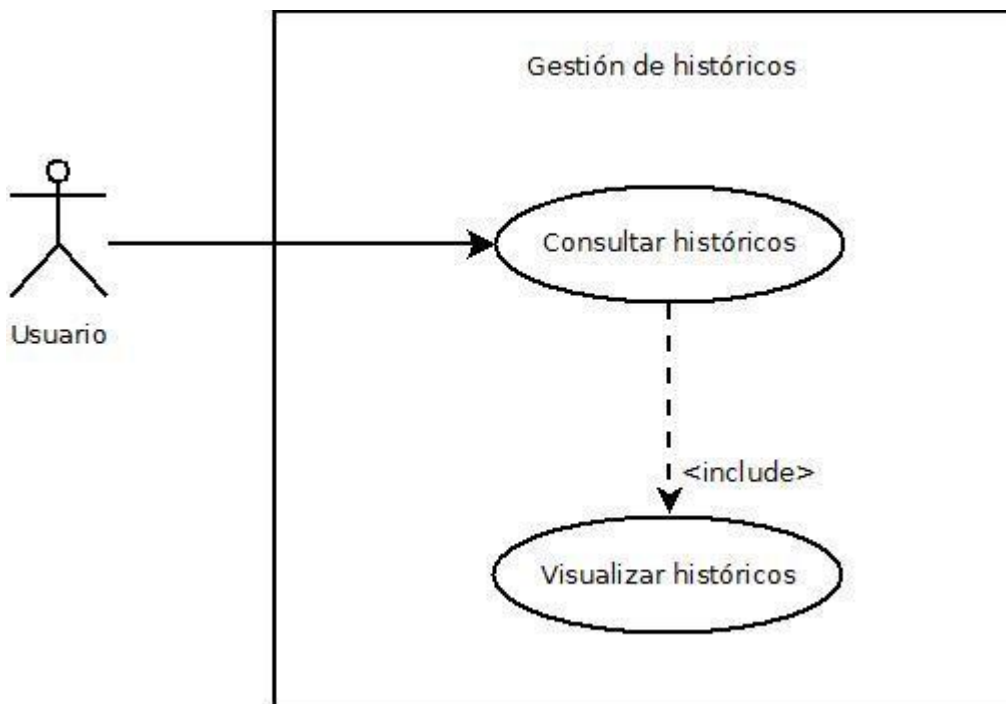 Gestión de históricos
Consultar históricos
Usuario
<include>
Visualizar históricos